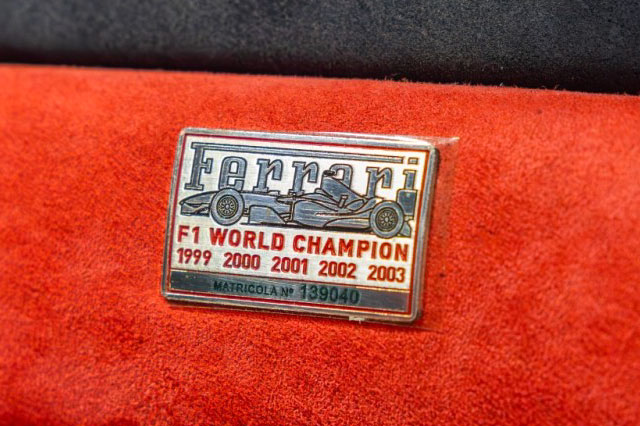 Ferrari
F1 WORLD CHAMPION
1999 2000 2001 2002 2003
MATRICOLA Nº 139040